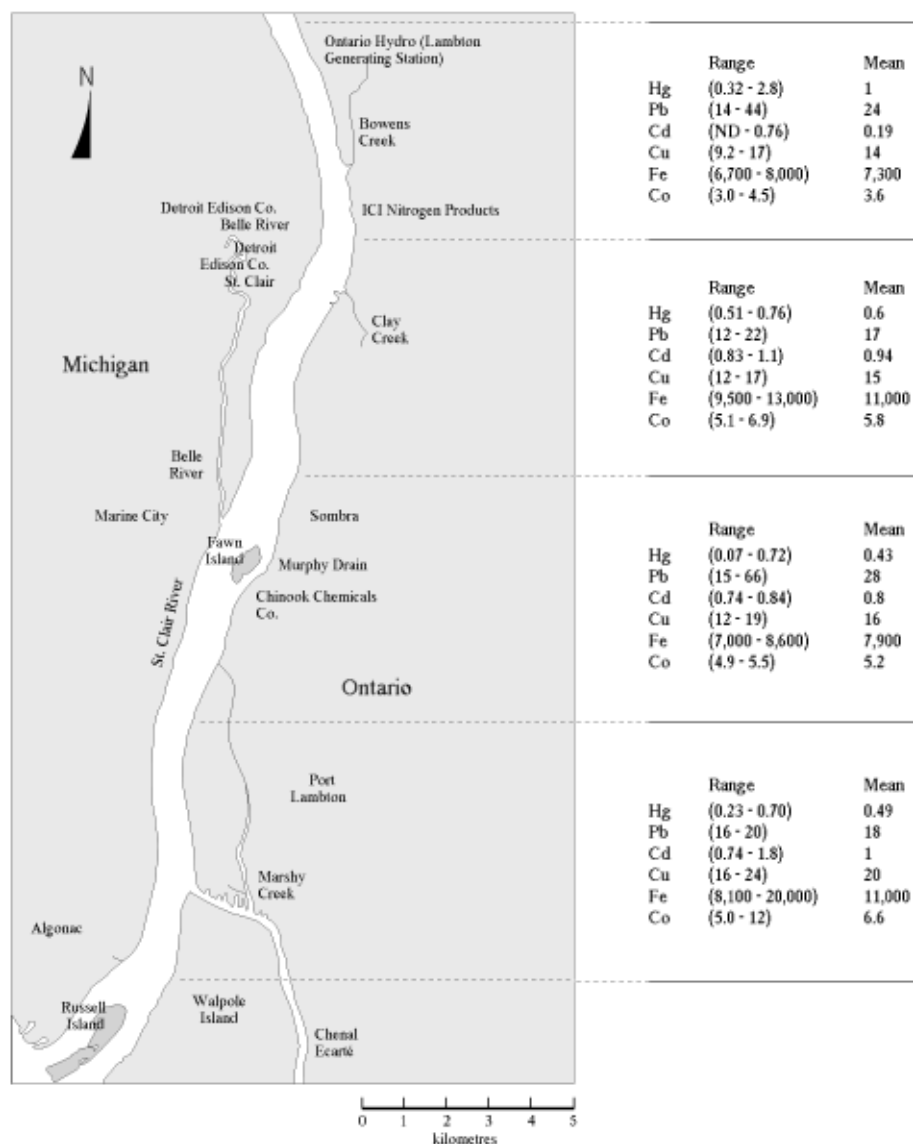 Ontario Hydro (Lambton
Generating Station)
N
Bowens
Creek
Detroit Edison Co.
Belle River
ICI Nitrogen Products
Detroit
Edison Co.
St. Clair
Clay
Creek
Michigan
Belle
River
Marine City
Sombra
Fawn
Island
Murphy Drain
Chinook Chemicals
Co.
St. Clair River
Ontario
Port
Lambton
Marshy
Creek
Algonac
Russell
Island
Walpole
Island
Chenal
Ecarté
0 1 2 3 4 5
kilometres
Range Mean
Hg (0.32 - 2.8) 1
Pb (14 - 44) 24
Cd (ND - 0.76) 0.19
Cu (9.2 - 17) 14
Fe (6,700 - 8,000) 7,300
Co (3.0 - 4.5) 3.6
Range Mean
Hg (0.51 - 0.76) 0.6
Pb (12 - 22) 17
Cd (0.83 - 1.1) 0.94
Cu (12 - 17) 15
Fe (9,500 - 13,000) 11,000
Co (5.1 - 6.9) 5.8
Range Mean
Hg (0.07 - 0.72) 0.43
Pb (15 - 66) 28
Cd (0.74 - 0.84) 0.8
Cu (12 - 19) 16
Fe (7,000 - 8,600) 7,900
Co (4.9 - 5.5) 5.2
Range Mean
Hg (0.23 - 0.70) 0.49
Pb (16 - 20) 18
Cd (0.74 - 1.8) 1
Cu (16 - 24) 20
Fe (8,100 - 20,000) 11,000
Co (5.0 - 12) 6.6